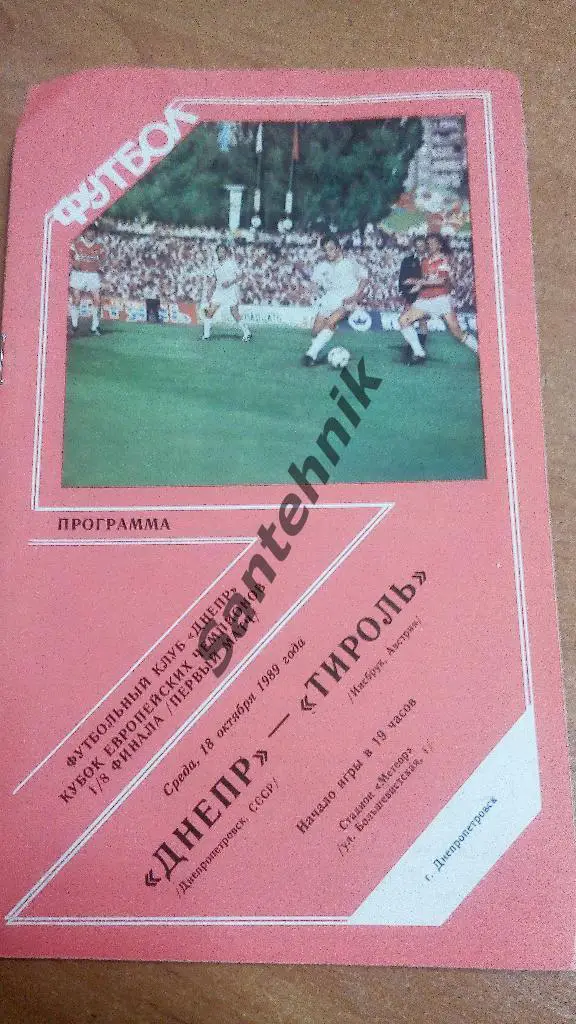 ФУТБОЛ
ПРОГРАММА
ФУТБОЛЬНЫЙ КЛУБ «ДНЕПР»
КУБОК ЕВРОПЕЙСКИХ ЧЕМПИОНОВ
1/8 ФИНАЛА /ПЕРВЫЙ МАТЧ/
Среда, 18 октября 1989 года
«ДНЕПР» — «ТИРОЛЬ»
/Днепропетровск, СССР/
/Инсбрук, Австрия/
Начало игры в 19 часов
Стадион «Метеор»
/ул. Большевистская, 1/
г. Днепропетровск
Santehnik